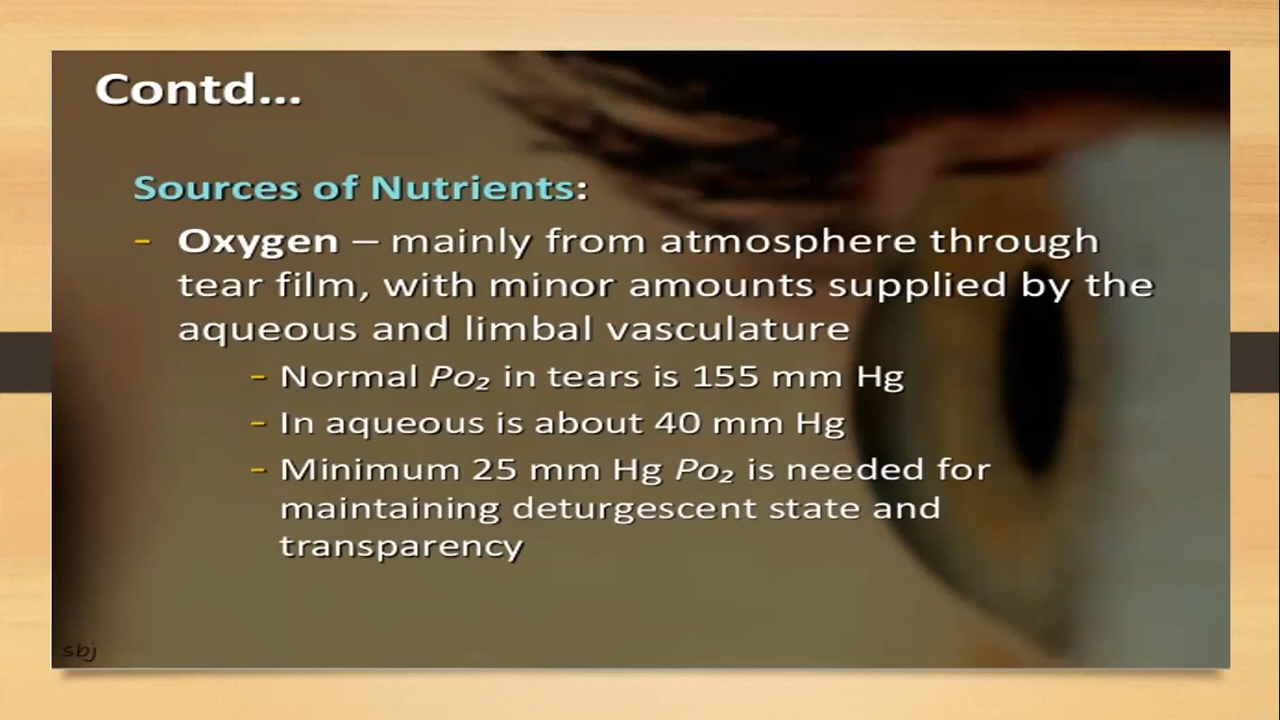 Contd...
Sources of Nutrients:
- Oxygen – mainly from atmosphere through
tear film, with minor amounts supplied by the
aqueous and limbal vasculature
- Normal Po₂ in tears is 155 mm Hg
- In aqueous is about 40 mm Hg
- Minimum 25 mm Hg Po₂ is needed for
maintaining deturgescent state and
transparency
sbj